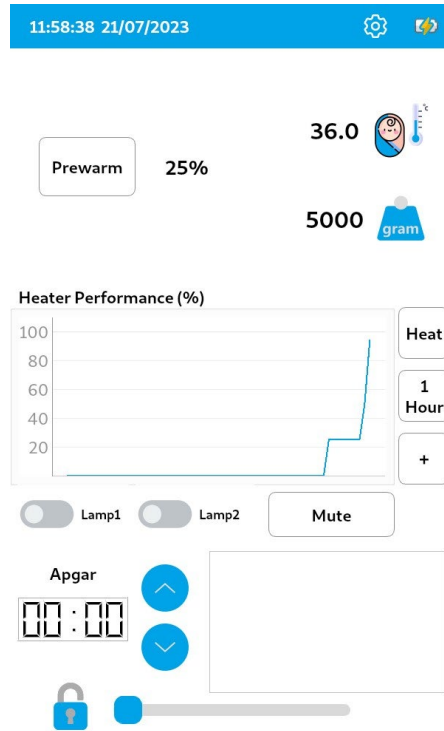 11:58:38 21/07/2023
36.0
°c
Prewarm 25%
5000
gram
Heater Performance (%)
100
80
60
40
20
Heat
1
Hour
+
Lamp1 Lamp2 Mute
Apgar
00:00